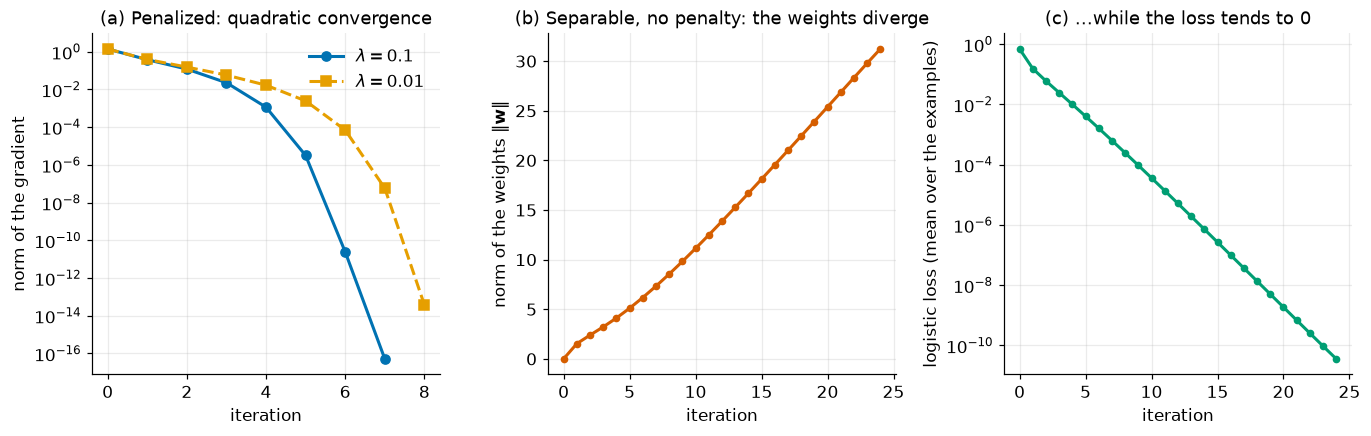 (a) Penalized: quadratic convergence
norm of the gradient
10⁰
10⁻²
10⁻⁴
10⁻⁶
10⁻⁸
10⁻¹⁰
10⁻¹²
10⁻¹⁴
10⁻¹⁶
λ = 0.1
λ = 0.01
0 2 4 6 8
iteration
(b) Separable, no penalty: the weights diverge
norm of the weights ‖w‖
30
25
20
15
10
5
0
0 5 10 15 20 25
iteration
(c) ...while the loss tends to 0
logistic loss (mean over the examples)
10⁰
10⁻²
10⁻⁴
10⁻⁶
10⁻⁸
10⁻¹⁰
0 5 10 15 20 25
iteration